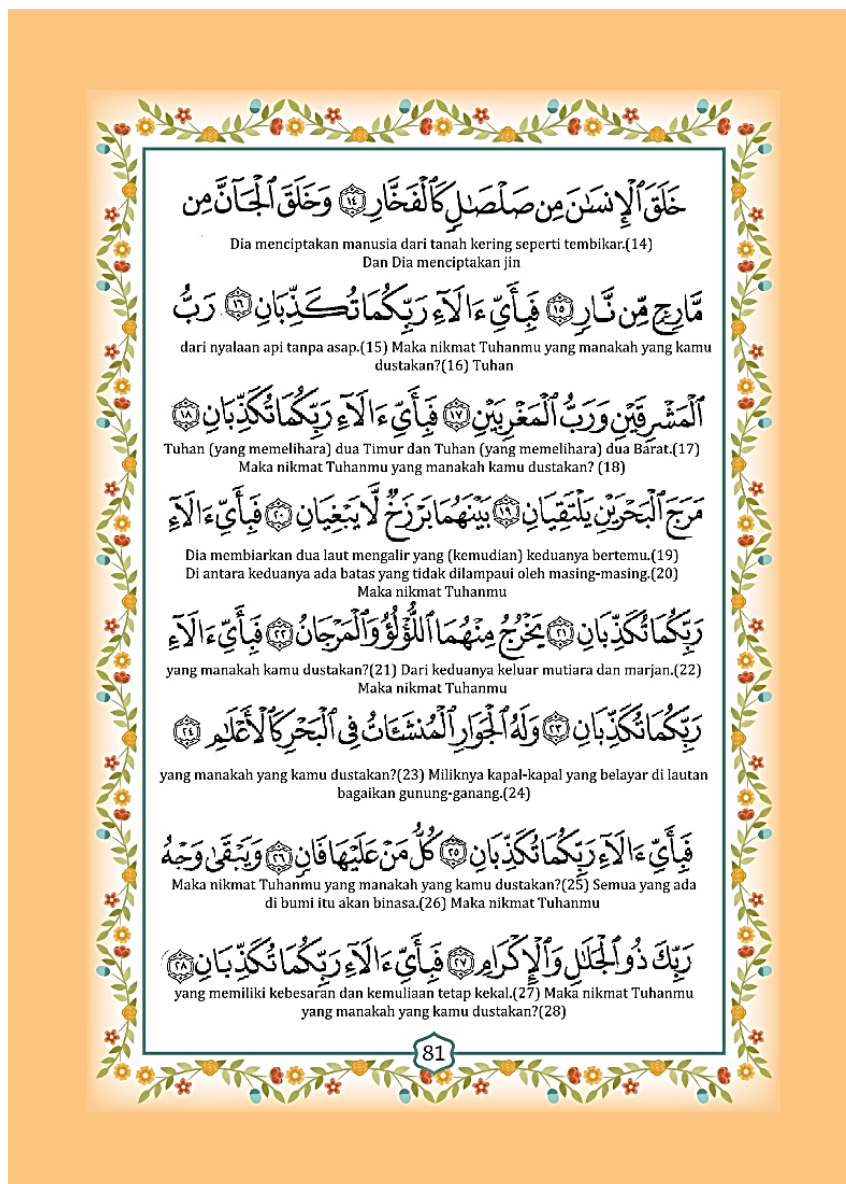 خَلَقَ ٱلْإِنسَٰنَ مِن صَلْصَٰلٍ كَٱلْفَخَّارِ ١٤ وَخَلَقَ ٱلْجَآنَّ مِن
Dia menciptakan manusia dari tanah kering seperti tembikar.(14)
Dan Dia menciptakan jin
مَّارِجٍ مِّن نَّارٍ ١٥ فَبِأَيِّ ءَالَآءِ رَبِّكُمَا تُكَذِّبَانِ ١٦ رَبُّ
dari nyalaan api tanpa asap.(15) Maka nikmat Tuhanmu yang manakah yang kamu
dustakan?(16) Tuhan
ٱلْمَشْرِقَيْنِ وَرَبُّ ٱلْمَغْرِبَيْنِ ١٧ فَبِأَيِّ ءَالَآءِ رَبِّكُمَا تُكَذِّبَانِ ١٨
Tuhan (yang memelihara) dua Timur dan Tuhan (yang memelihara) dua Barat.(17)
Maka nikmat Tuhanmu yang manakah kamu dustakan? (18)
مَرَجَ ٱلْبَحْرَيْنِ يَلْتَقِيَانِ ١٩ بَيْنَهُمَا بَرْزَخٌ لَّا يَبْغِيَانِ ٢٠ فَبِأَيِّ ءَالَآءِ
Dia membiarkan dua laut mengalir yang (kemudian) keduanya bertemu.(19)
Di antara keduanya ada batas yang tidak dilampaui oleh masing-masing.(20)
Maka nikmat Tuhanmu
رَبِّكُمَا تُكَذِّبَانِ ٢١ يَخْرُجُ مِنْهُمَا ٱللُّؤْلُؤُ وَٱلْمَرْجَانُ ٢٢ فَبِأَيِّ ءَالَآءِ
yang manakah kamu dustakan?(21) Dari keduanya keluar mutiara dan marjan.(22)
Maka nikmat Tuhanmu
رَبِّكُمَا تُكَذِّبَانِ ٢٣ وَلَهُ ٱلْجَوَارِ ٱلْمُنشَـَٔاتُ فِى ٱلْبَحْرِ كَٱلْأَعْلَٰمِ ٢٤
yang manakah yang kamu dustakan?(23) Miliknya kapal-kapal yang belayar di lautan
bagaikan gunung-ganang.(24)
فَبِأَيِّ ءَالَآءِ رَبِّكُمَا تُكَذِّبَانِ ٢٥ كُلُّ مَنْ عَلَيْهَا فَانٍ ٢٦ وَيَبْقَىٰ وَجْهُ
Maka nikmat Tuhanmu yang manakah yang kamu dustakan?(25) Semua yang ada
di bumi itu akan binasa.(26) Maka nikmat Tuhanmu
رَبِّكَ ذُو ٱلْجَلَٰلِ وَٱلْإِكْرَامِ ٢٧ فَبِأَيِّ ءَالَآءِ رَبِّكُمَا تُكَذِّبَانِ ٢٨
yang memiliki kebesaran dan kemuliaan tetap kekal.(27) Maka nikmat Tuhanmu
yang manakah yang kamu dustakan?(28)
81